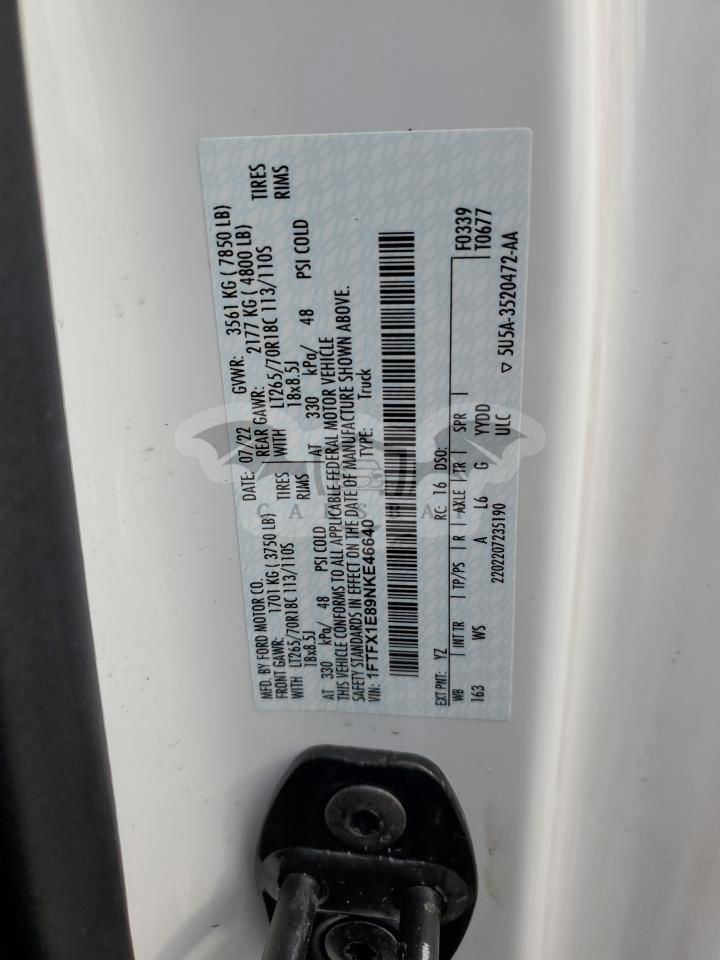 MFD. BY FORD MOTOR CO. DATE: 07/22 GVWR: 3561 KG ( 7850 LB)
FRONT GAWR: 1701 KG ( 3750 LB) REAR GAWR: 2177 KG ( 4800 LB)
WITH LT265/70R18C 113/110S TIRES WITH LT265/70R18C 113/110S TIRES
18x8.5J RIMS 18x8.5J RIMS
AT 330 kPa/ 48 PSI COLD AT 330 kPa/ 48 PSI COLD
THIS VEHICLE CONFORMS TO ALL APPLICABLE FEDERAL MOTOR VEHICLE
SAFETY STANDARDS IN EFFECT ON THE DATE OF MANUFACTURE SHOWN ABOVE.
VIN: 1FTFX1E89NKE46640 TYPE: Truck
EXT PNT: YZ RC: 16 DSO: F0339
WB INT TR TP/PS R AXLE TR SPR T0677
163 WS A L6 G YYDD
2202207235190 ULC ▽ 5U5A-3520472-AA